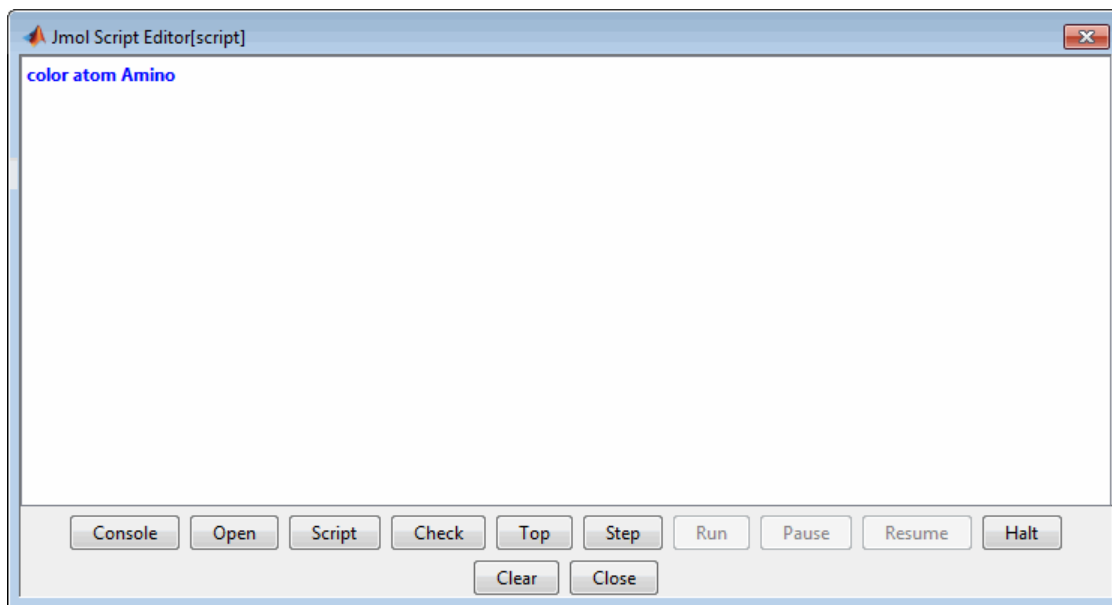 Jmol Script Editor[script]
color atom Amino
Console Open Script Check Top Step Run Pause Resume Halt
Clear Close